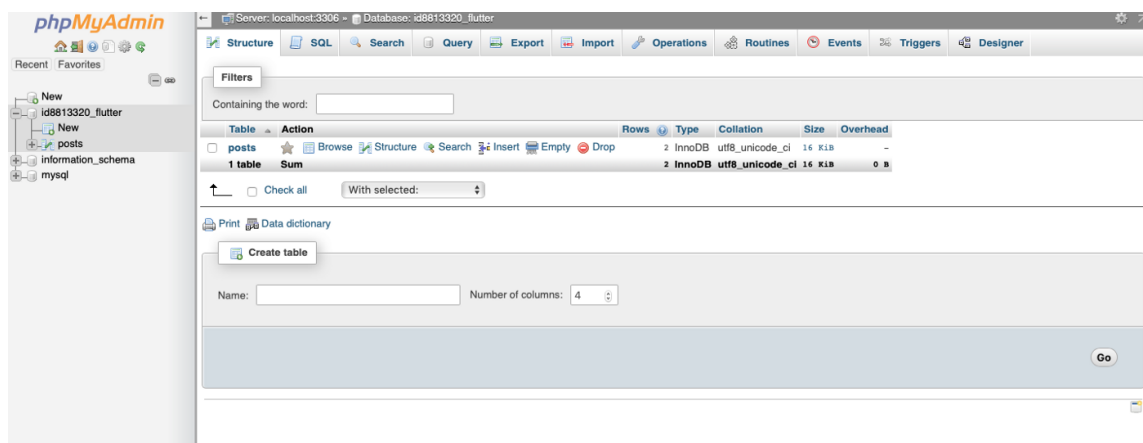 phpMyAdmin
Recent Favorites
New
id8813320_flutter
New
posts
information_schema
mysql
Server: localhost:3306 » Database: id8813320_flutter
Structure SQL Search Query Export Import Operations Routines Events Triggers Designer
Filters
Containing the word:
Table Action Rows Type Collation Size Overhead
posts Browse Structure Search Insert Empty Drop 2 InnoDB utf8_unicode_ci 16 KiB -
1 table Sum 2 InnoDB utf8_unicode_ci 16 KiB 0 B
Check all With selected:
Print Data dictionary
Create table
Name: Number of columns: 4
Go